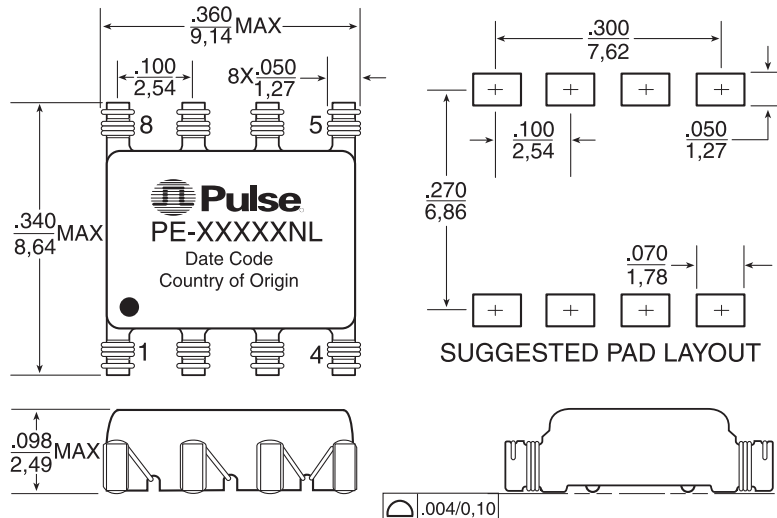 .360
9,14 MAX
.100
2,54
8X .050
1,27
8
5
.340
8,64 MAX
Pulse
PE-XXXXXNL
Date Code
Country of Origin
1
4
.098
2,49 MAX
.300
7,62
.100
2,54
.050
1,27
.270
6,86
.070
1,78
SUGGESTED PAD LAYOUT
.004/0,10